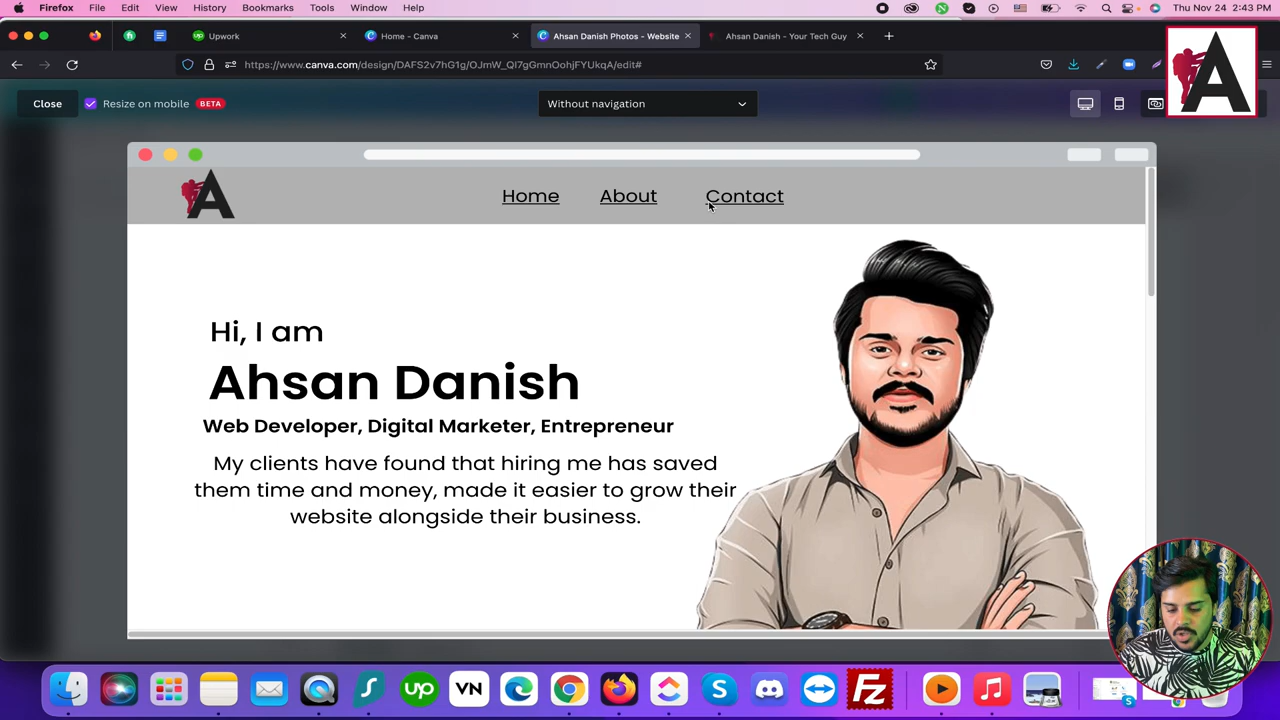 Firefox File Edit View History Bookmarks Tools Window Help Thu Nov 24 2:43 PM
Upwork Home - Canva Ahsan Danish Photos - Website Ahsan Danish - Your Tech Guy
https://www.canva.com/design/DAFS2v7hG1g/OJmW_QI7gGmnOohjFYUkqA/edit#
A
Close Resize on mobile BETA Without navigation
A Home About Contact
Hi, I am
Ahsan Danish
Web Developer, Digital Marketer, Entrepreneur
My clients have found that hiring me has saved
them time and money, made it easier to grow their
website alongside their business.
up VN S Fz